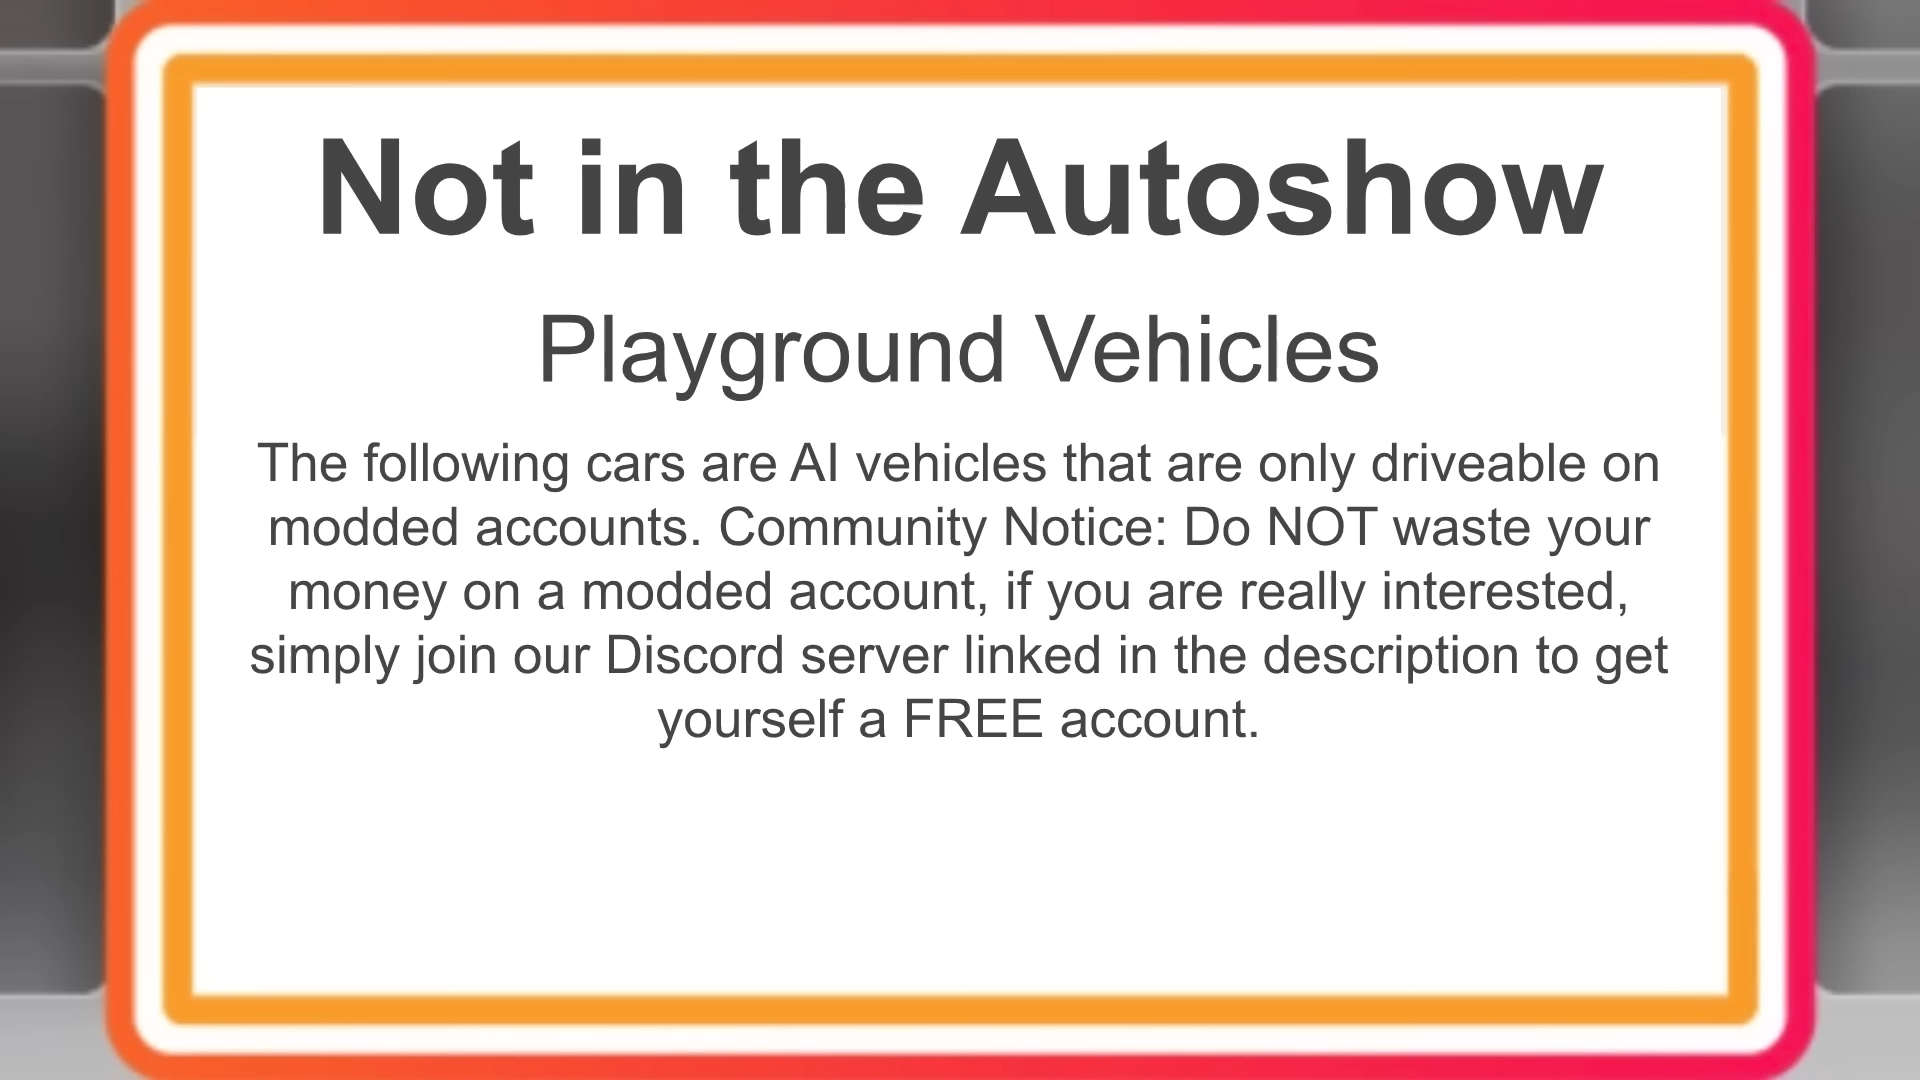 Not in the Autoshow
Playground Vehicles
The following cars are AI vehicles that are only driveable on
modded accounts. Community Notice: Do NOT waste your
money on a modded account, if you are really interested,
simply join our Discord server linked in the description to get
yourself a FREE account.